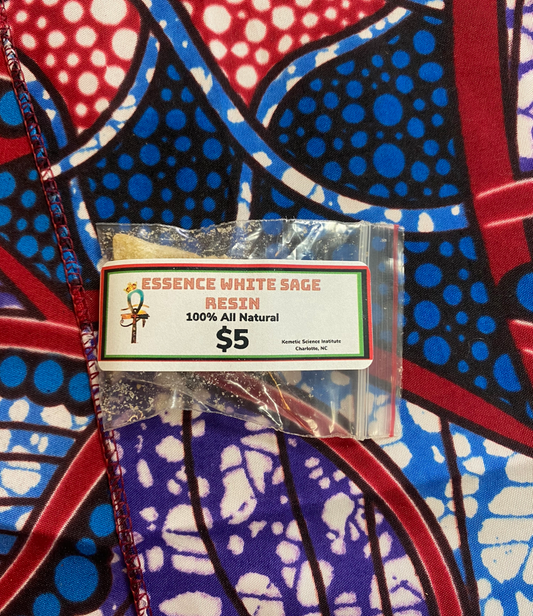 ESSENCE WHITE SAGE
RESIN
100% All Natural
$5
Kemetic Science Institute
Charlotte, NC